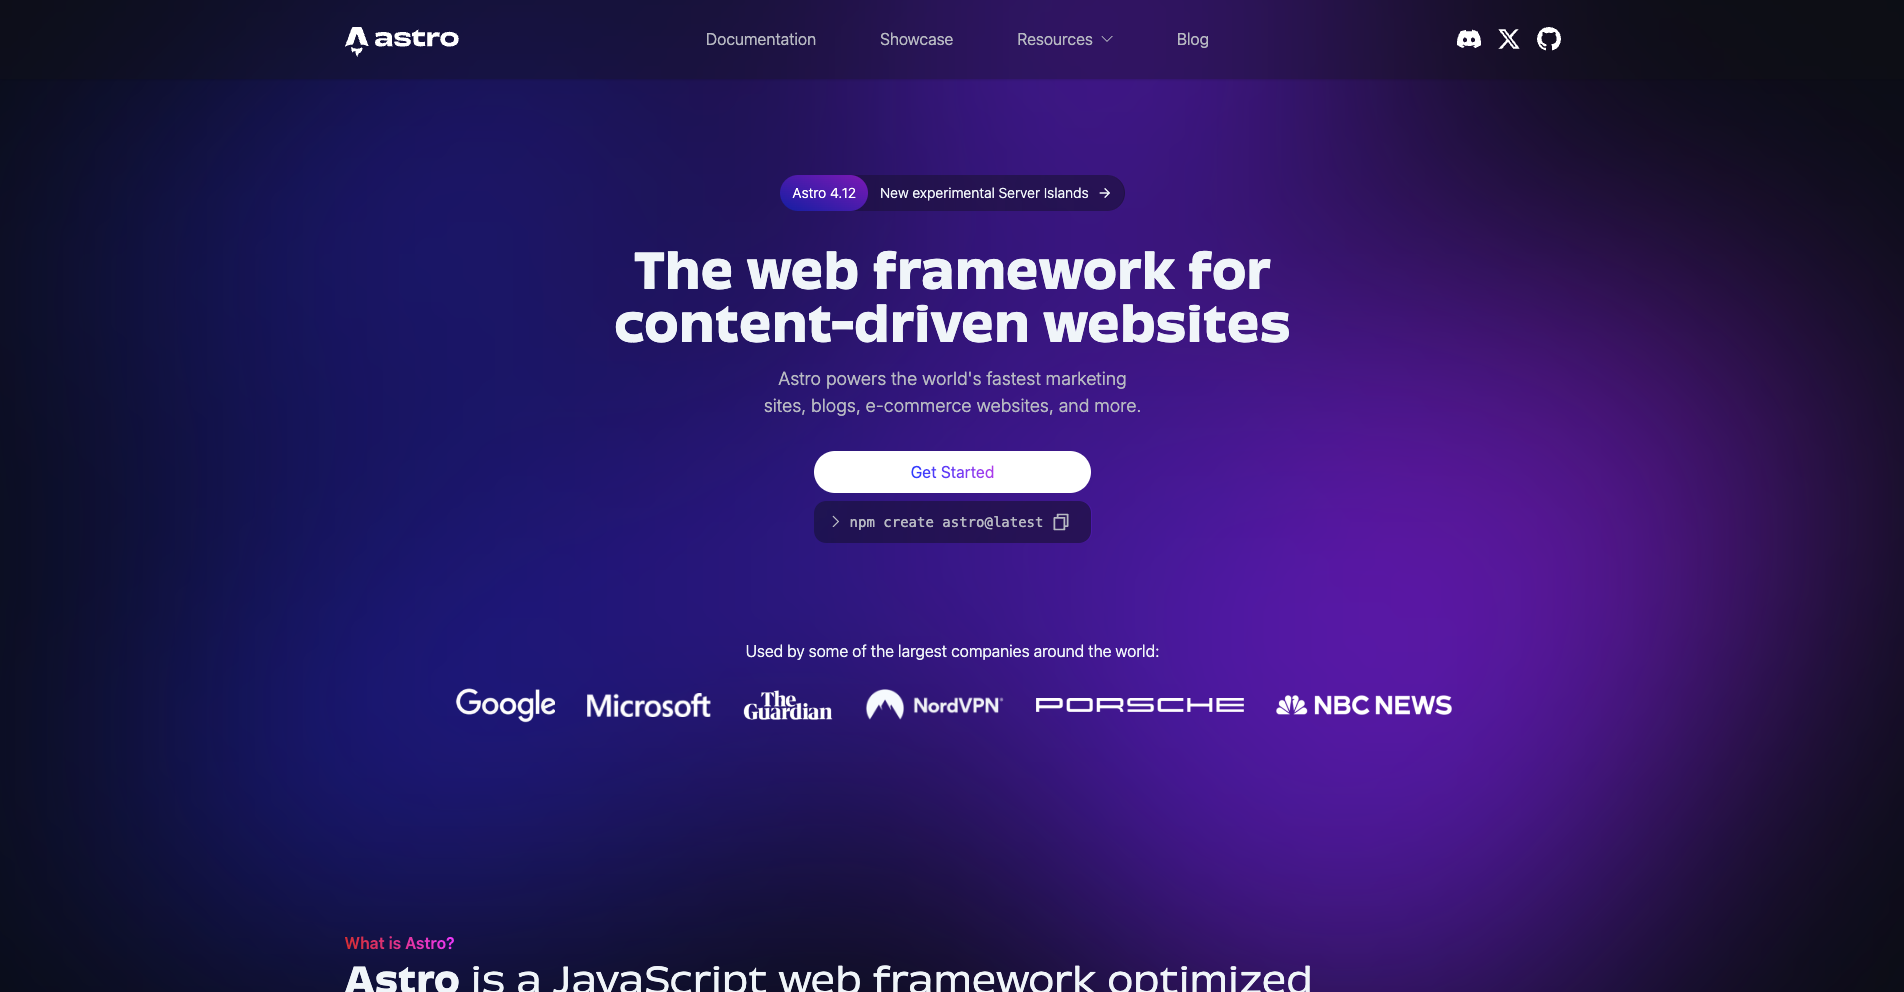 astro
Documentation
Showcase
Resources
Blog
Astro 4.12
New experimental Server Islands
The web framework for
content-driven websites
Astro powers the world's fastest marketing
sites, blogs, e-commerce websites, and more.
Get Started
npm create astro@latest
Used by some of the largest companies around the world:
Google
Microsoft
The
Guardian
NordVPN®
PORSCHE
NBC NEWS
What is Astro?
Astro is a JavaScript web framework optimized